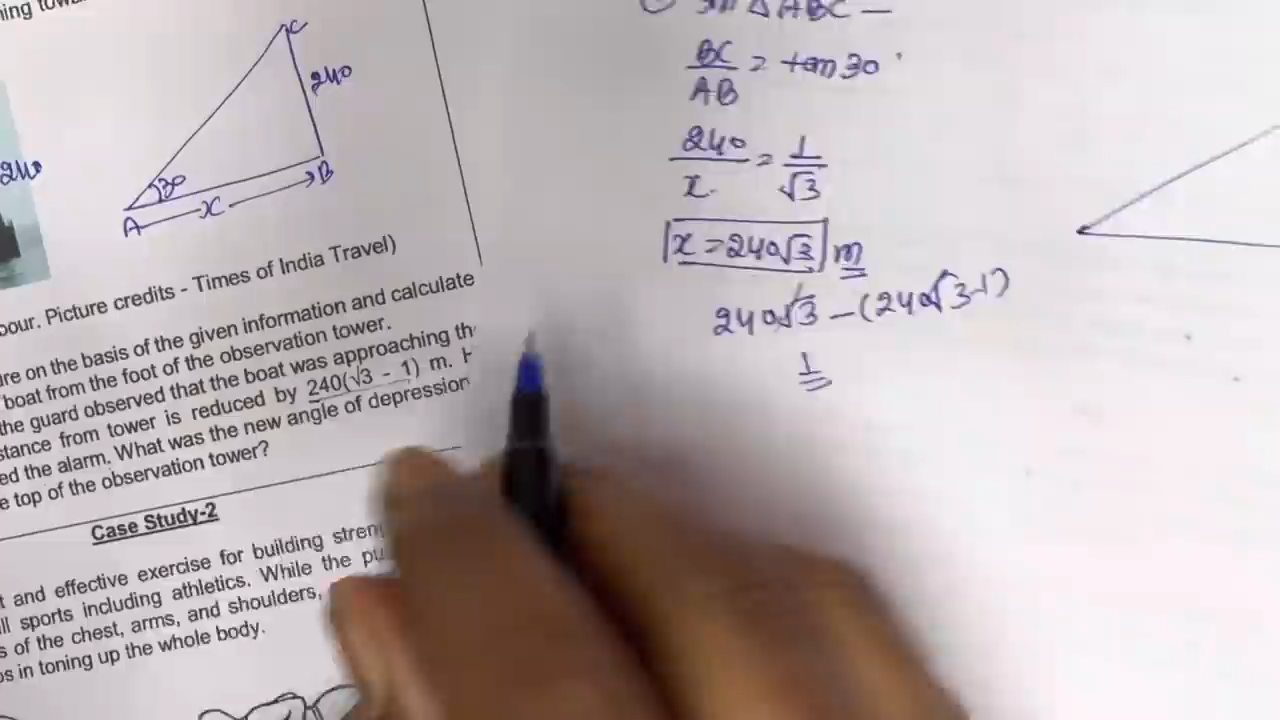 C
240
240
30
A
x
B
BC/AB = tan 30°
240/x = 1/√3
x = 240√3 m
240√3 - (240√3-1)
1
our. Picture credits - Times of India Travel)
re on the basis of the given information and calculate
boat from the foot of the observation tower.
the guard observed that the boat was approaching th
stance from tower is reduced by 240(√3 - 1) m. H
ed the alarm. What was the new angle of depression
e top of the observation tower?
Case Study-2
t and effective exercise for building stren
ll sports including athletics. While the pu
s of the chest, arms, and shoulders,
ps in toning up the whole body.